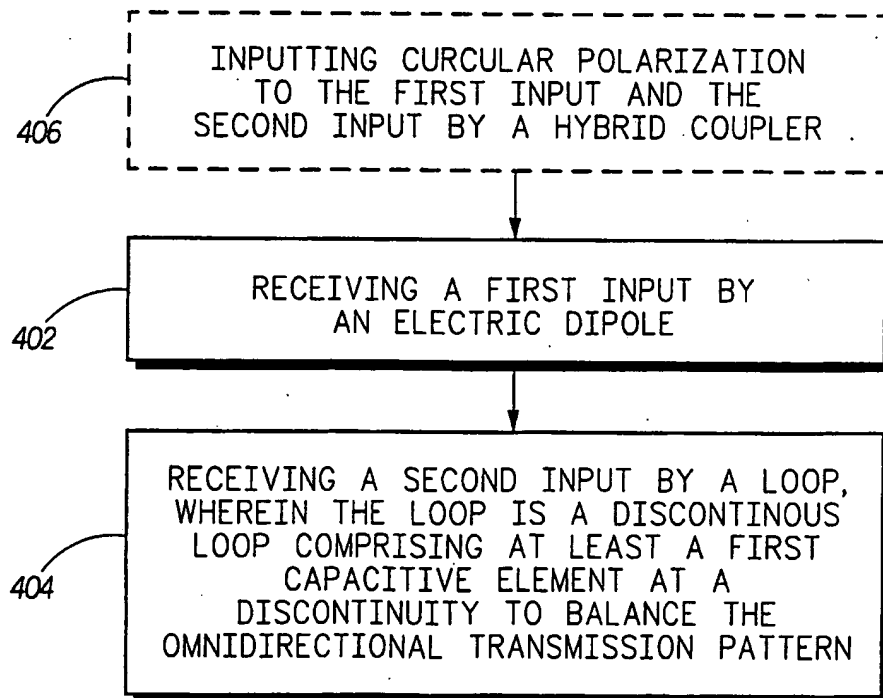 INPUTTING CURCULAR POLARIZATION
TO THE FIRST INPUT AND THE
SECOND INPUT BY A HYBRID COUPLER
406
RECEIVING A FIRST INPUT BY
AN ELECTRIC DIPOLE
402
RECEIVING A SECOND INPUT BY A LOOP,
WHEREIN THE LOOP IS A DISCONTINOUS
LOOP COMPRISING AT LEAST A FIRST
CAPACITIVE ELEMENT AT A
DISCONTINUITY TO BALANCE THE
OMNIDIRECTIONAL TRANSMISSION PATTERN
404